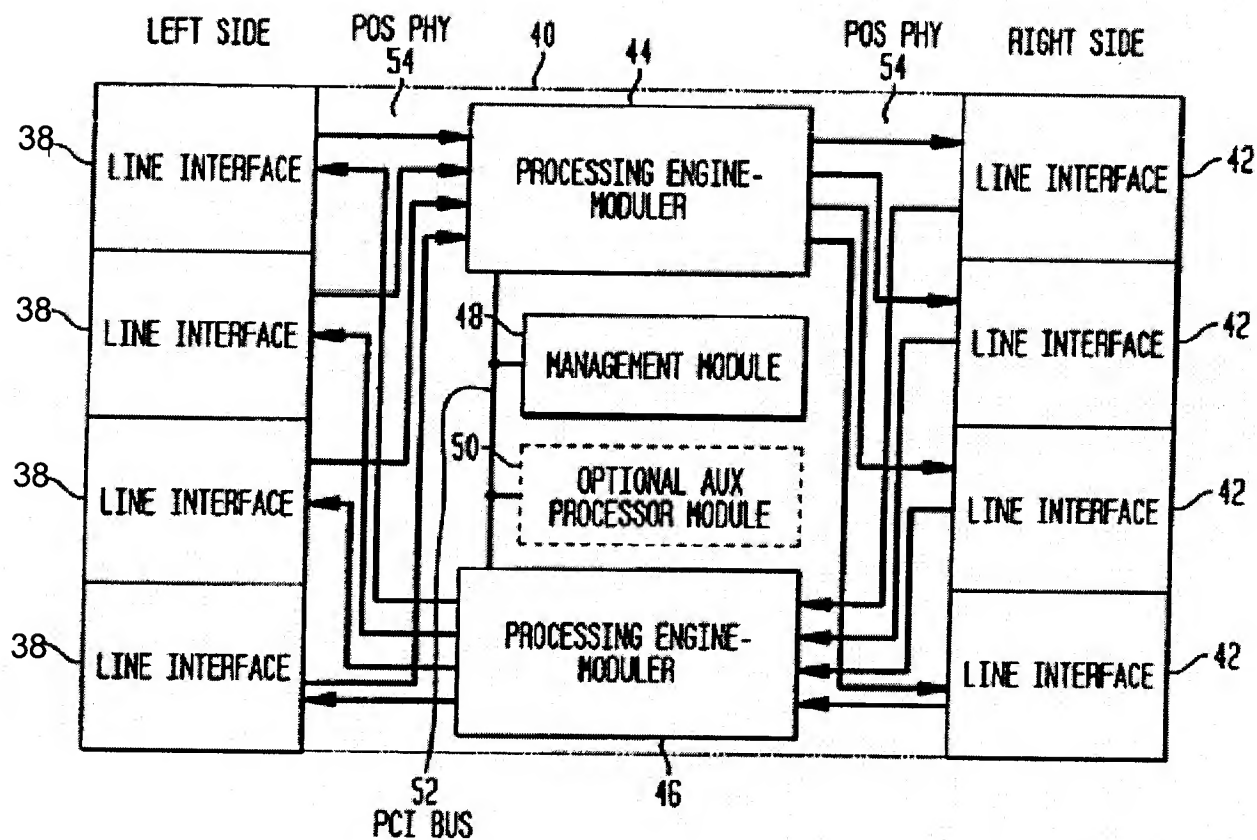 LEFT SIDE
POS PHY
54
40
44
POS PHY
54
RIGHT SIDE
38
LINE INTERFACE
PROCESSING ENGINE-
MODULER
LINE INTERFACE
42
38
LINE INTERFACE
48
MANAGEMENT MODULE
LINE INTERFACE
42
38
LINE INTERFACE
50
OPTIONAL AUX
PROCESSOR MODULE
LINE INTERFACE
42
38
LINE INTERFACE
PROCESSING ENGINE-
MODULER
LINE INTERFACE
42
52
PCI BUS
46